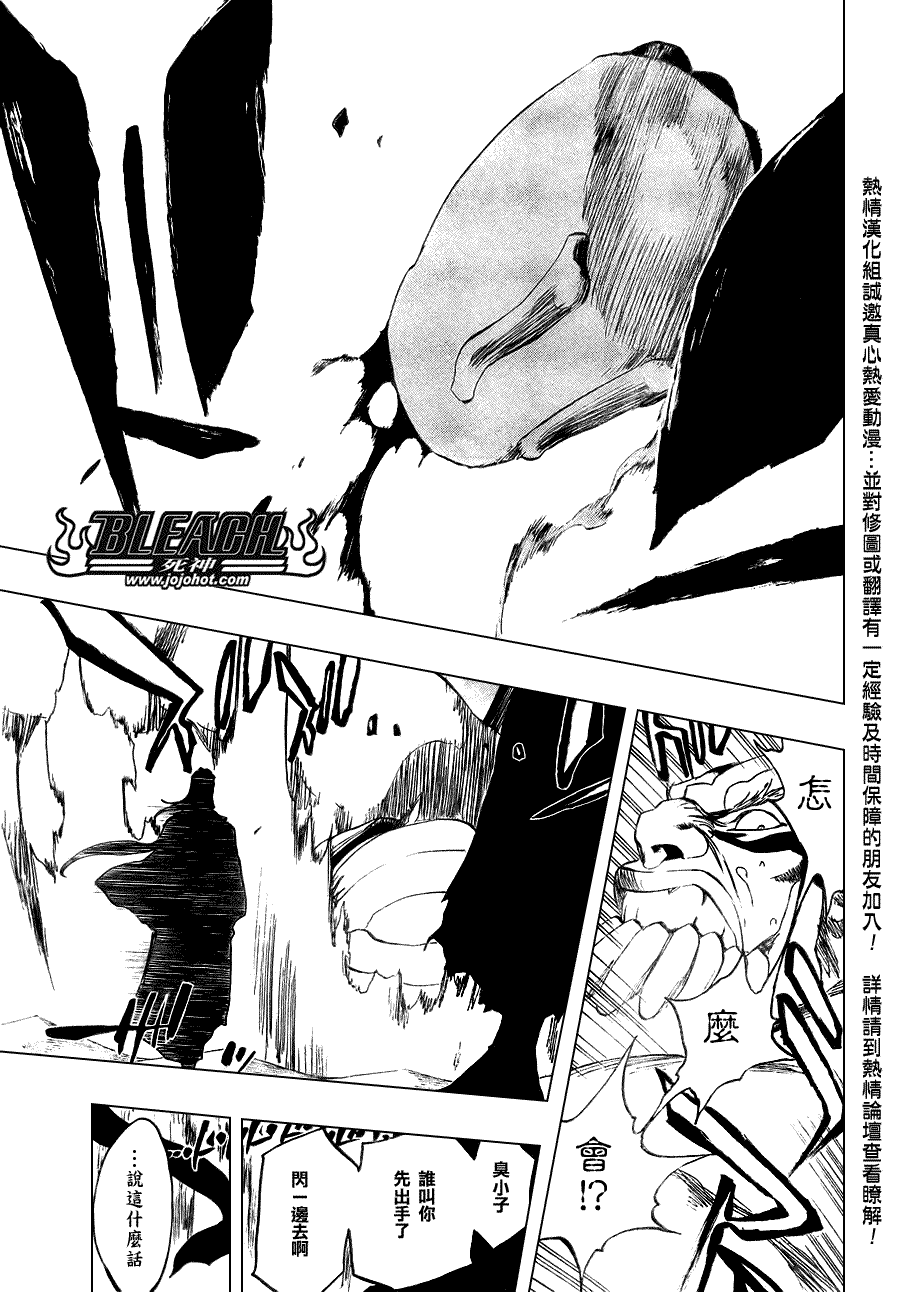 熱情漢化組誠邀真心熱愛動漫…並對修圖或翻譯有一定經驗及時間保障的朋友加入！ 詳情請到熱情論壇查看瞭解！
BLEACH
死神
www.jojohot.com
怎
麼
會!?
臭小子
誰叫你
先出手了
閃一邊去啊
…說這什麼話